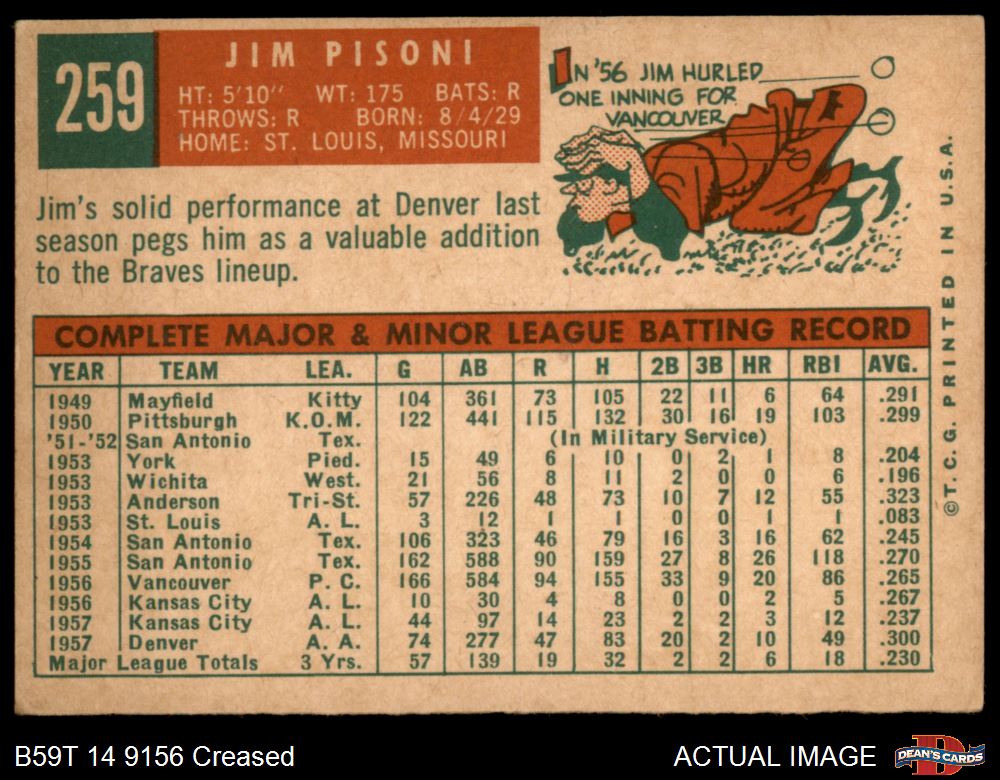 259
JIM PISONI
HT: 5'10" WT: 175 BATS: R
THROWS: R BORN: 8/4/29
HOME: ST. LOUIS, MISSOURI
IN '56 JIM HURLED
ONE INNING FOR
VANCOUVER
Jim's solid performance at Denver last
season pegs him as a valuable addition
to the Braves lineup.
COMPLETE MAJOR & MINOR LEAGUE BATTING RECORD
YEAR TEAM LEA. G AB R H 2B 3B HR RBI AVG.
1949 Mayfield Kitty 104 361 73 105 22 11 6 64 .291
1950 Pittsburgh K.O.M. 122 441 115 132 30 16 19 103 .299
'51-'52 San Antonio Tex. (In Military Service)
1953 York Pied. 15 49 6 10 0 2 1 8 .204
1953 Wichita West. 21 56 8 11 2 0 0 6 .196
1953 Anderson Tri-St. 57 226 48 73 10 7 12 55 .323
1953 St. Louis A. L. 3 12 1 1 0 0 1 1 .083
1954 San Antonio Tex. 106 323 46 79 16 3 16 62 .245
1955 San Antonio Tex. 162 588 90 159 27 8 26 118 .270
1956 Vancouver P. C. 166 584 94 155 33 9 20 86 .265
1956 Kansas City A. L. 10 30 4 8 0 0 2 5 .267
1957 Kansas City A. L. 44 97 14 23 2 2 3 12 .237
1957 Denver A. A. 74 277 47 83 20 2 10 49 .300
Major League Totals 3 Yrs. 57 139 19 32 2 2 6 18 .230
© T. C. G. PRINTED IN U. S. A.
B59T 14 9156 Creased
ACTUAL IMAGE
D
DEAN'S CARDS